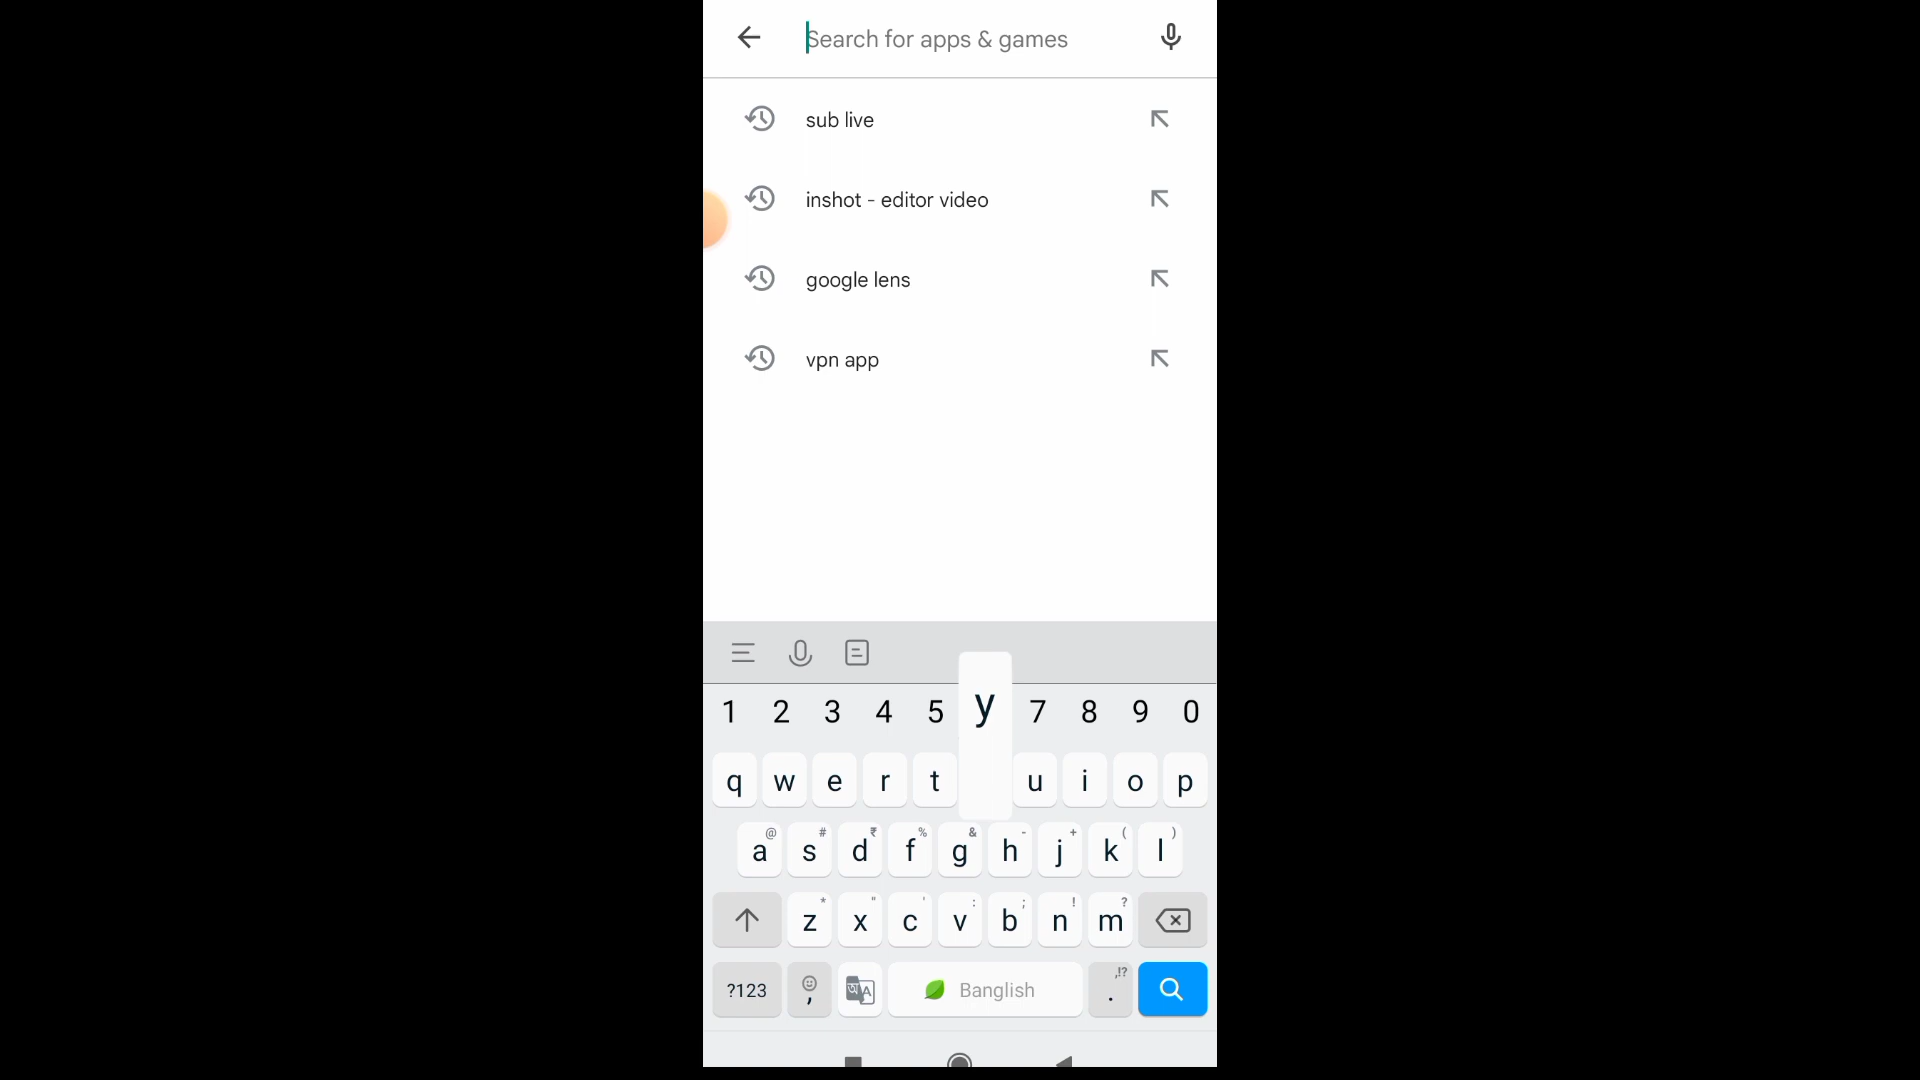 Search for apps & games
sub live
inshot - editor video
google lens
vpn app
1 2 3 4 5 y 7 8 9 0
q w e r t u i o p
@ # ₹ % & - + ( )
a s d f g h j k l
* " ' : ; ! ?
z x c v b n m
?123 , অ A Banglish ,!? .